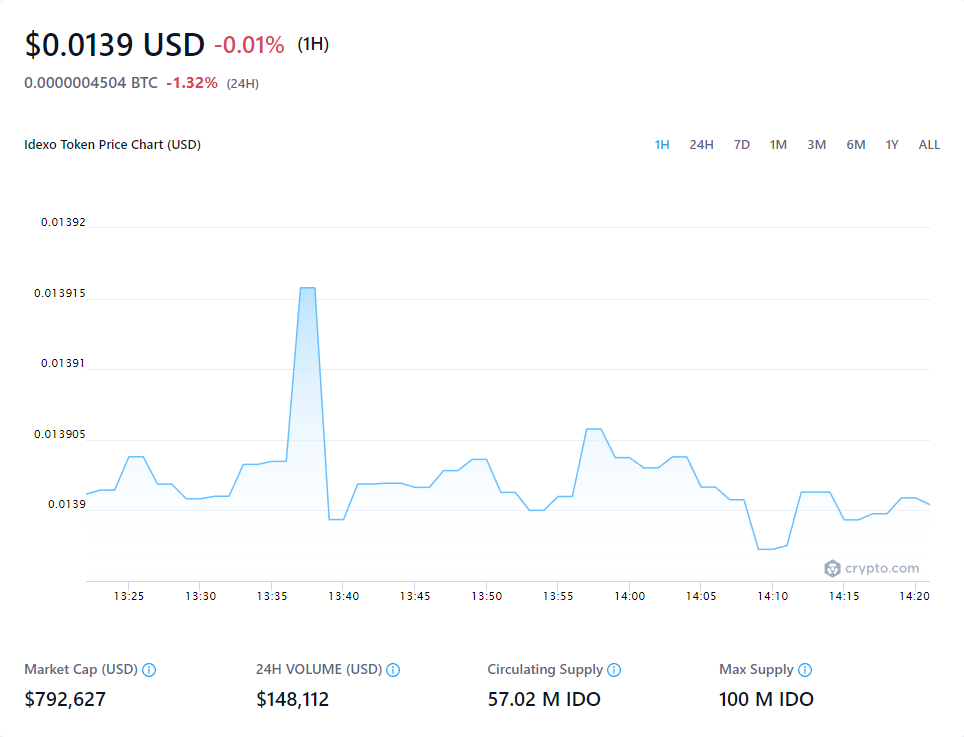 $0.0139 USD -0.01% (1H)
0.0000004504 BTC -1.32% (24H)
Idexo Token Price Chart (USD)
1H 24H 7D 1M 3M 6M 1Y ALL
0.01392
0.013915
0.01391
0.013905
0.0139
crypto.com
13:25 13:30 13:35 13:40 13:45 13:50 13:55 14:00 14:05 14:10 14:15 14:20
Market Cap (USD) 24H VOLUME (USD) Circulating Supply Max Supply
$792,627 $148,112 57.02 M IDO 100 M IDO